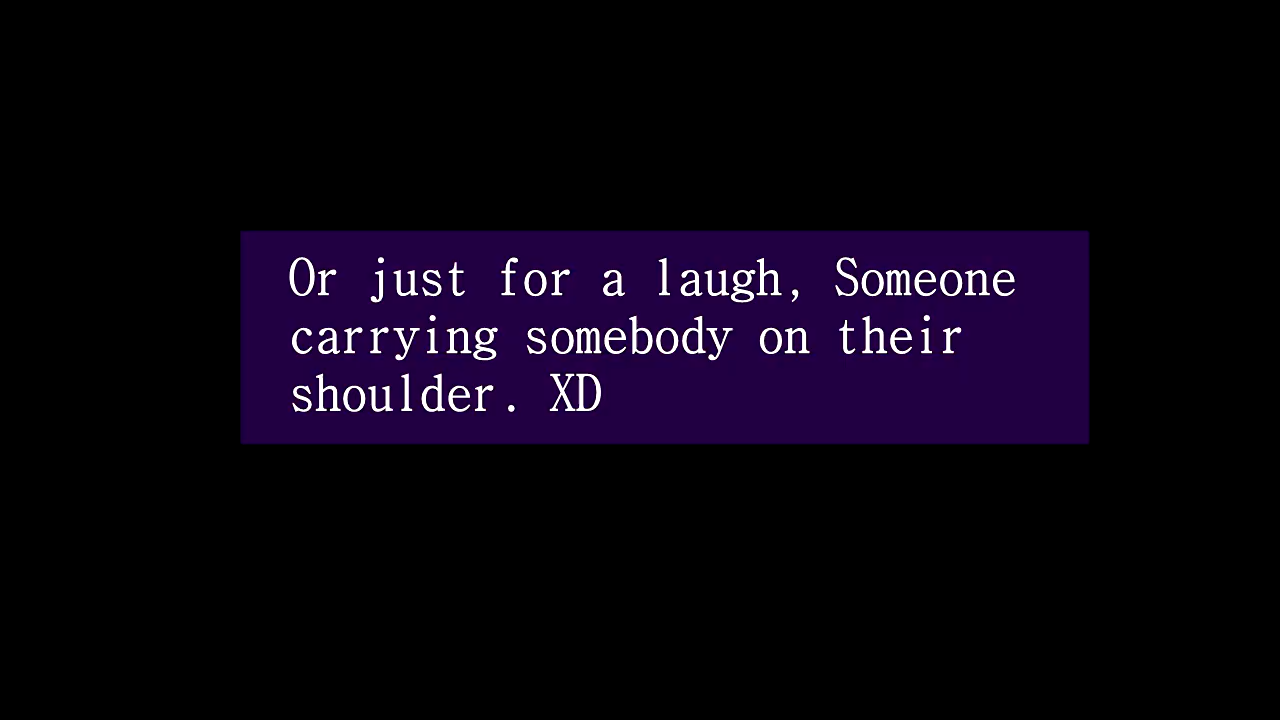 Or just for a laugh, Someone
carrying somebody on their
shoulder. XD